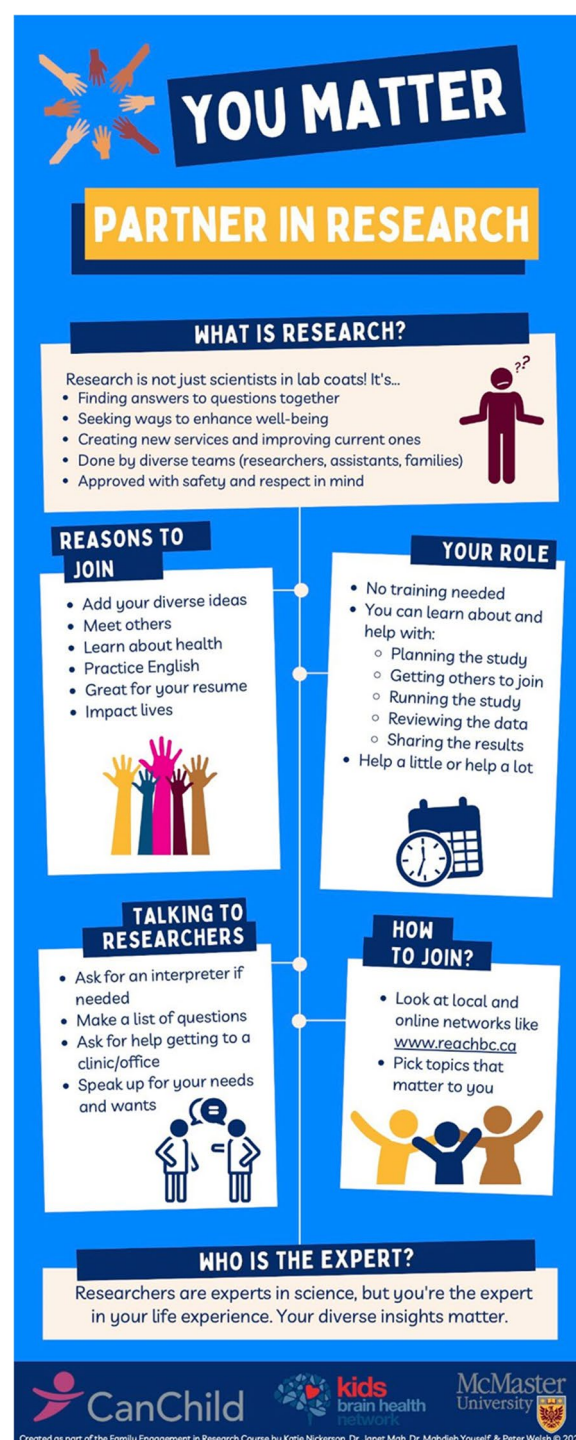 YOU MATTER
PARTNER IN RESEARCH
WHAT IS RESEARCH?
??
Research is not just scientists in lab coats! It's...
• Finding answers to questions together
• Seeking ways to enhance well-being
• Creating new services and improving current ones
• Done by diverse teams (researchers, assistants, families)
• Approved with safety and respect in mind
REASONS TO
JOIN
• Add your diverse ideas
• Meet others
• Learn about health
• Practice English
• Great for your resume
• Impact lives
YOUR ROLE
• No training needed
• You can learn about and
help with:
○ Planning the study
○ Getting others to join
○ Running the study
○ Reviewing the data
○ Sharing the results
• Help a little or help a lot
TALKING TO
RESEARCHERS
• Ask for an interpreter if
needed
• Make a list of questions
• Ask for help getting to a
clinic/office
• Speak up for your needs
and wants
HOW
TO JOIN?
• Look at local and
online networks like
www.reachbc.ca
• Pick topics that
matter to you
WHO IS THE EXPERT?
Researchers are experts in science, but you're the expert
in your life experience. Your diverse insights matter.
CanChild
kids
brain health
network
McMaster
University
Created as part of the Family Engagement in Research Course by Katie Nickerson, Dr. Janet Mah, Dr. Mahdieh Yousefi, & Peter Welsh ©